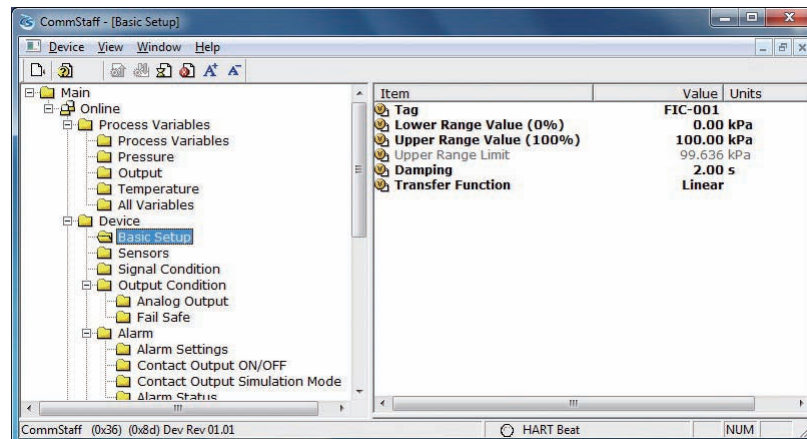 CommStaff - [Basic Setup]
Device View Window Help
Main
Online
Process Variables
Process Variables
Pressure
Output
Temperature
All Variables
Device
Basic Setup
Sensors
Signal Condition
Output Condition
Analog Output
Fail Safe
Alarm
Alarm Settings
Contact Output ON/OFF
Contact Output Simulation Mode
Alarm Status
Item Value Units
Tag FIC-001
Lower Range Value (0%) 0.00 kPa
Upper Range Value (100%) 100.00 kPa
Upper Range Limit 99.636 kPa
Damping 2.00 s
Transfer Function Linear
CommStaff (0x36) (0x8d) Dev Rev 01.01 HART Beat NUM